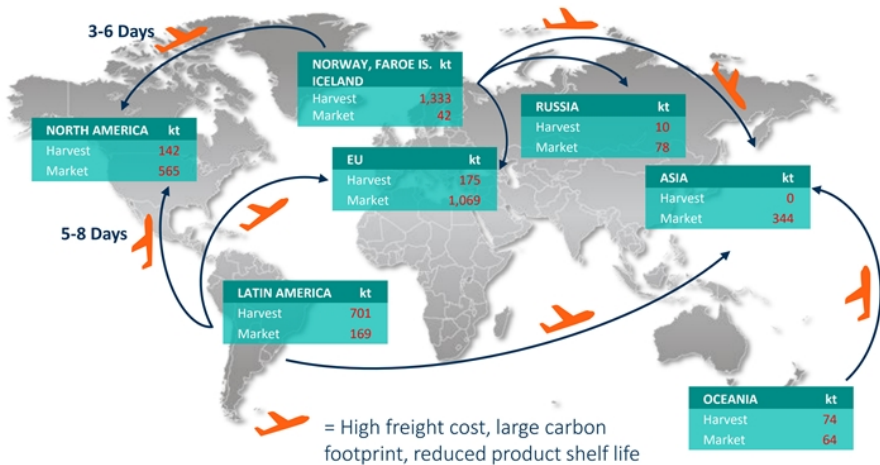 3-6 Days
NORWAY, FAROE IS. kt
ICELAND
Harvest 1,333
Market 42
NORTH AMERICA kt
Harvest 142
Market 565
RUSSIA kt
Harvest 10
Market 78
EU kt
Harvest 175
Market 1,069
ASIA kt
Harvest 0
Market 344
5-8 Days
LATIN AMERICA kt
Harvest 701
Market 169
OCEANIA kt
Harvest 74
Market 64
= High freight cost, large carbon
footprint, reduced product shelf life